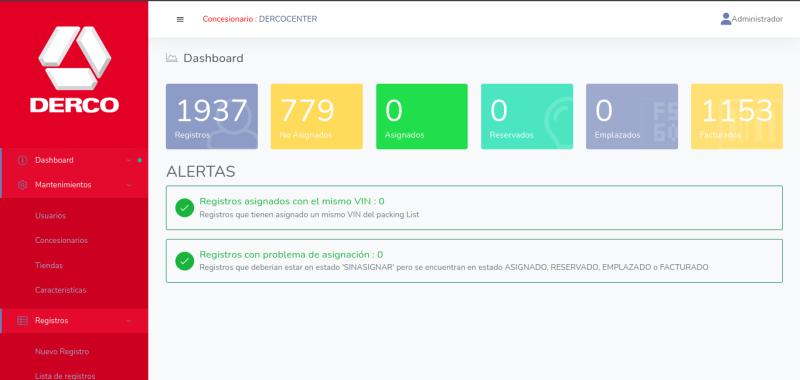 DERCO
Dashboard
Mantenimientos
Usuarios
Concesionarios
Tiendas
Caracteristicas
Registros
Nuevo Registro
Lista de registros
Concesionario : DERCOCENTER
Administrador
Dashboard
1937
Registros
779
No Asignados
0
Asignados
0
Reservados
0
Emplazados
1153
Facturados
ALERTAS
Registros asignados con el mismo VIN : 0
Registros que tienen asignado un mismo VIN del packing List
Registros con problema de asignación : 0
Registros que deberian estar en estado 'SINASIGNAR' pero se encuentran en estado ASIGNADO, RESERVADO, EMPLAZADO o FACTURADO